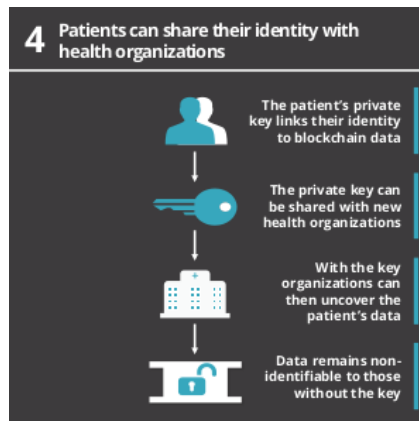 4 Patients can share their identity with
health organizations
The patient's private
key links their identity
to blockchain data
The private key can
be shared with new
health organizations
With the key
organizations can
then uncover the
patient's data
Data remains non-
identifiable to those
without the key